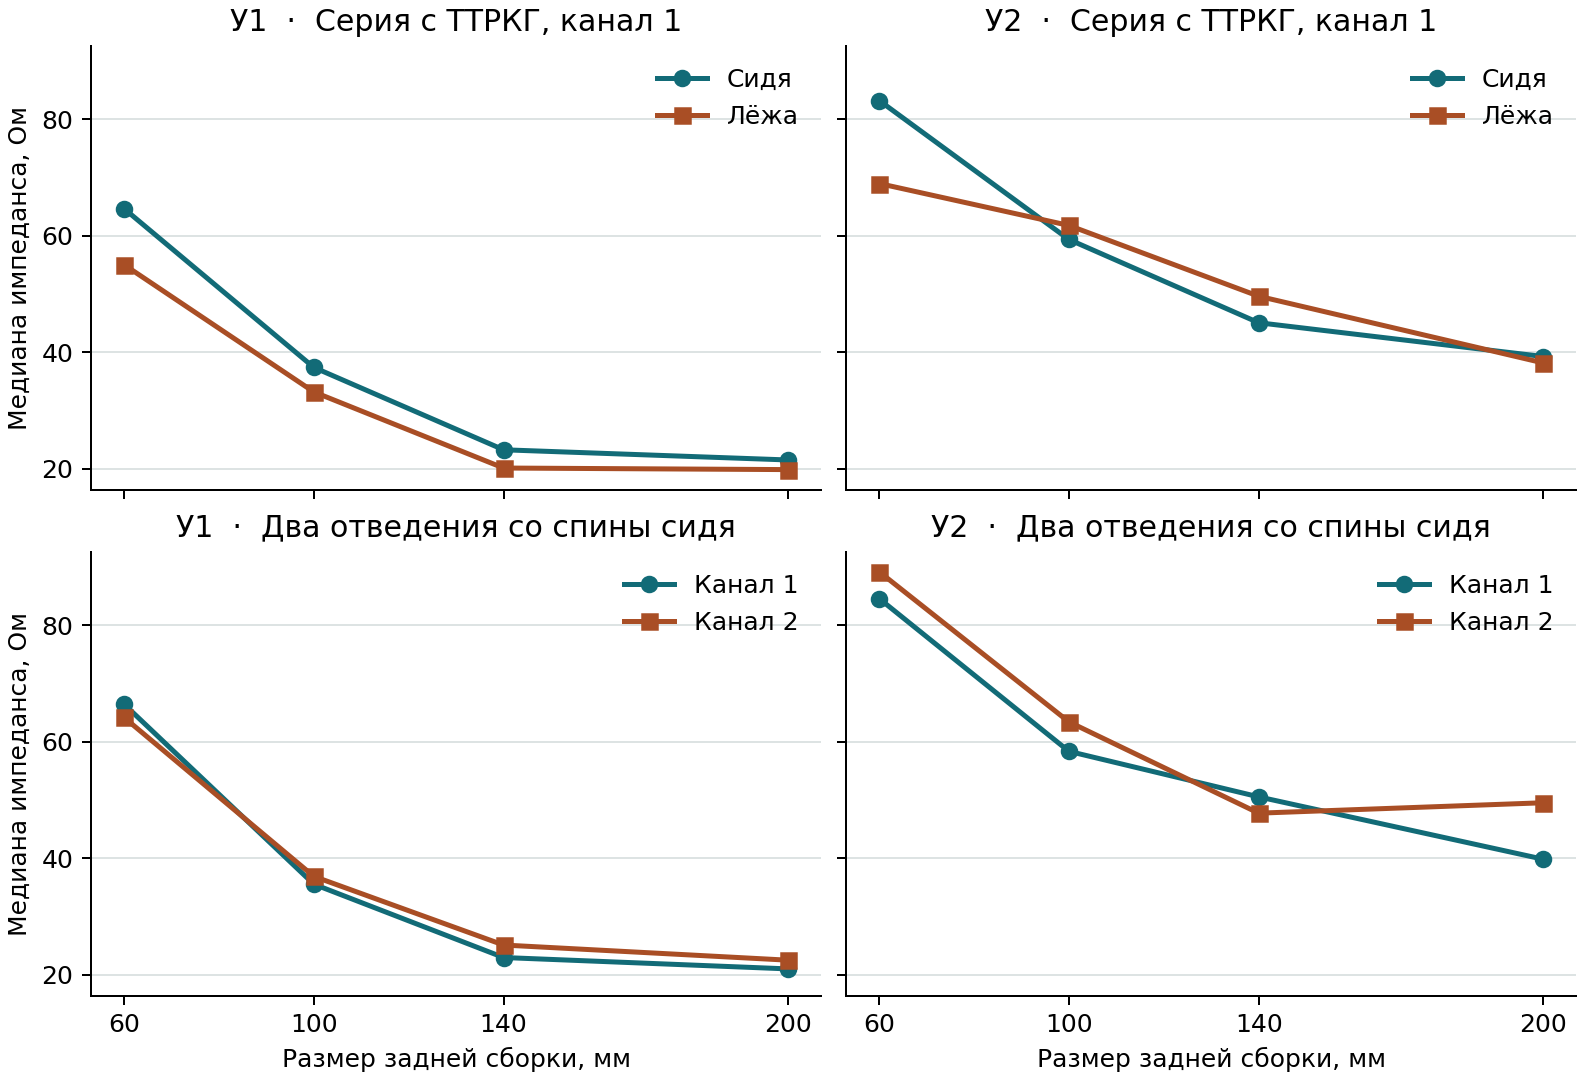 У1 · Серия с ТТРКГ, канал 1
Сидя
Лёжа
Медиана импеданса, Ом
80
60
40
20
У2 · Серия с ТТРКГ, канал 1
Сидя
Лёжа
У1 · Два отведения со спины сидя
Канал 1
Канал 2
Медиана импеданса, Ом
80
60
40
20
60 100 140 200
Размер задней сборки, мм
У2 · Два отведения со спины сидя
Канал 1
Канал 2
60 100 140 200
Размер задней сборки, мм